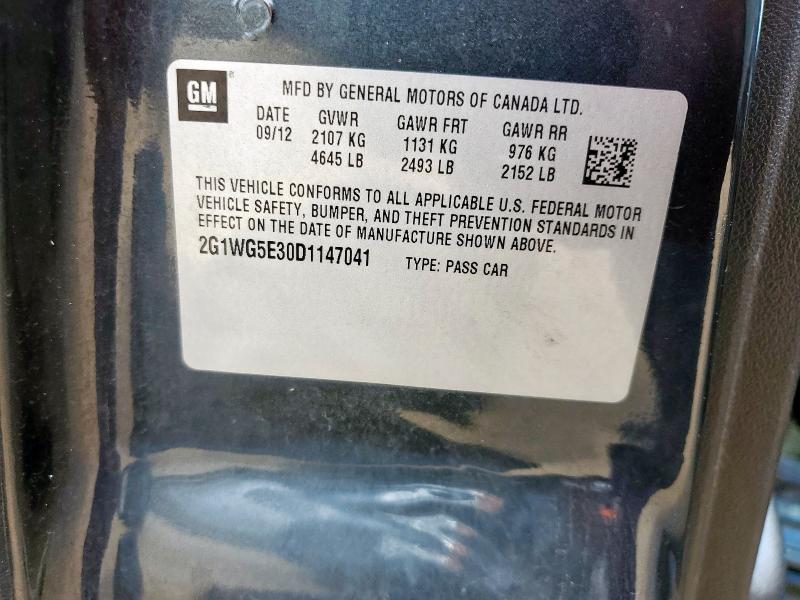 GM
MFD BY GENERAL MOTORS OF CANADA LTD.
DATE GVWR GAWR FRT GAWR RR
09/12 2107 KG 1131 KG 976 KG
4645 LB 2493 LB 2152 LB
THIS VEHICLE CONFORMS TO ALL APPLICABLE U.S. FEDERAL MOTOR
VEHICLE SAFETY, BUMPER, AND THEFT PREVENTION STANDARDS IN
EFFECT ON THE DATE OF MANUFACTURE SHOWN ABOVE.
2G1WG5E30D1147041 TYPE: PASS CAR